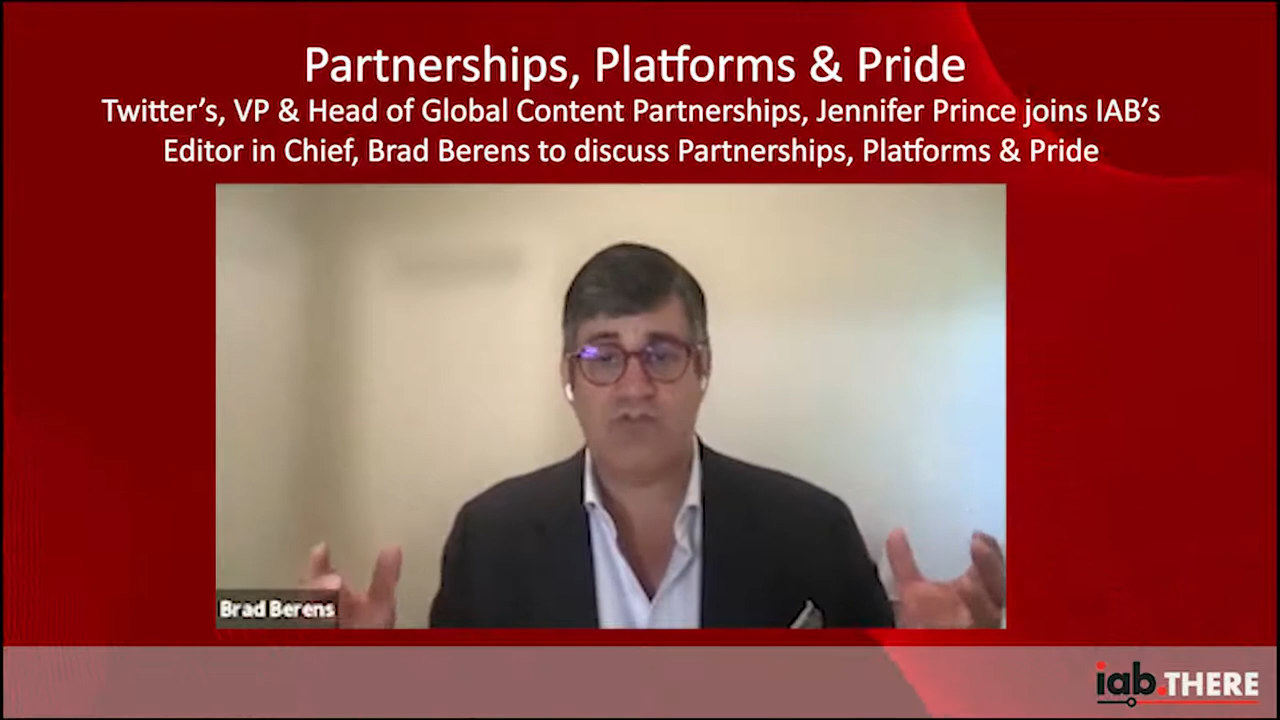 Partnerships, Platforms & Pride
Twitter's, VP & Head of Global Content Partnerships, Jennifer Prince joins IAB's
Editor in Chief, Brad Berens to discuss Partnerships, Platforms & Pride
Brad Berens
iab.THERE